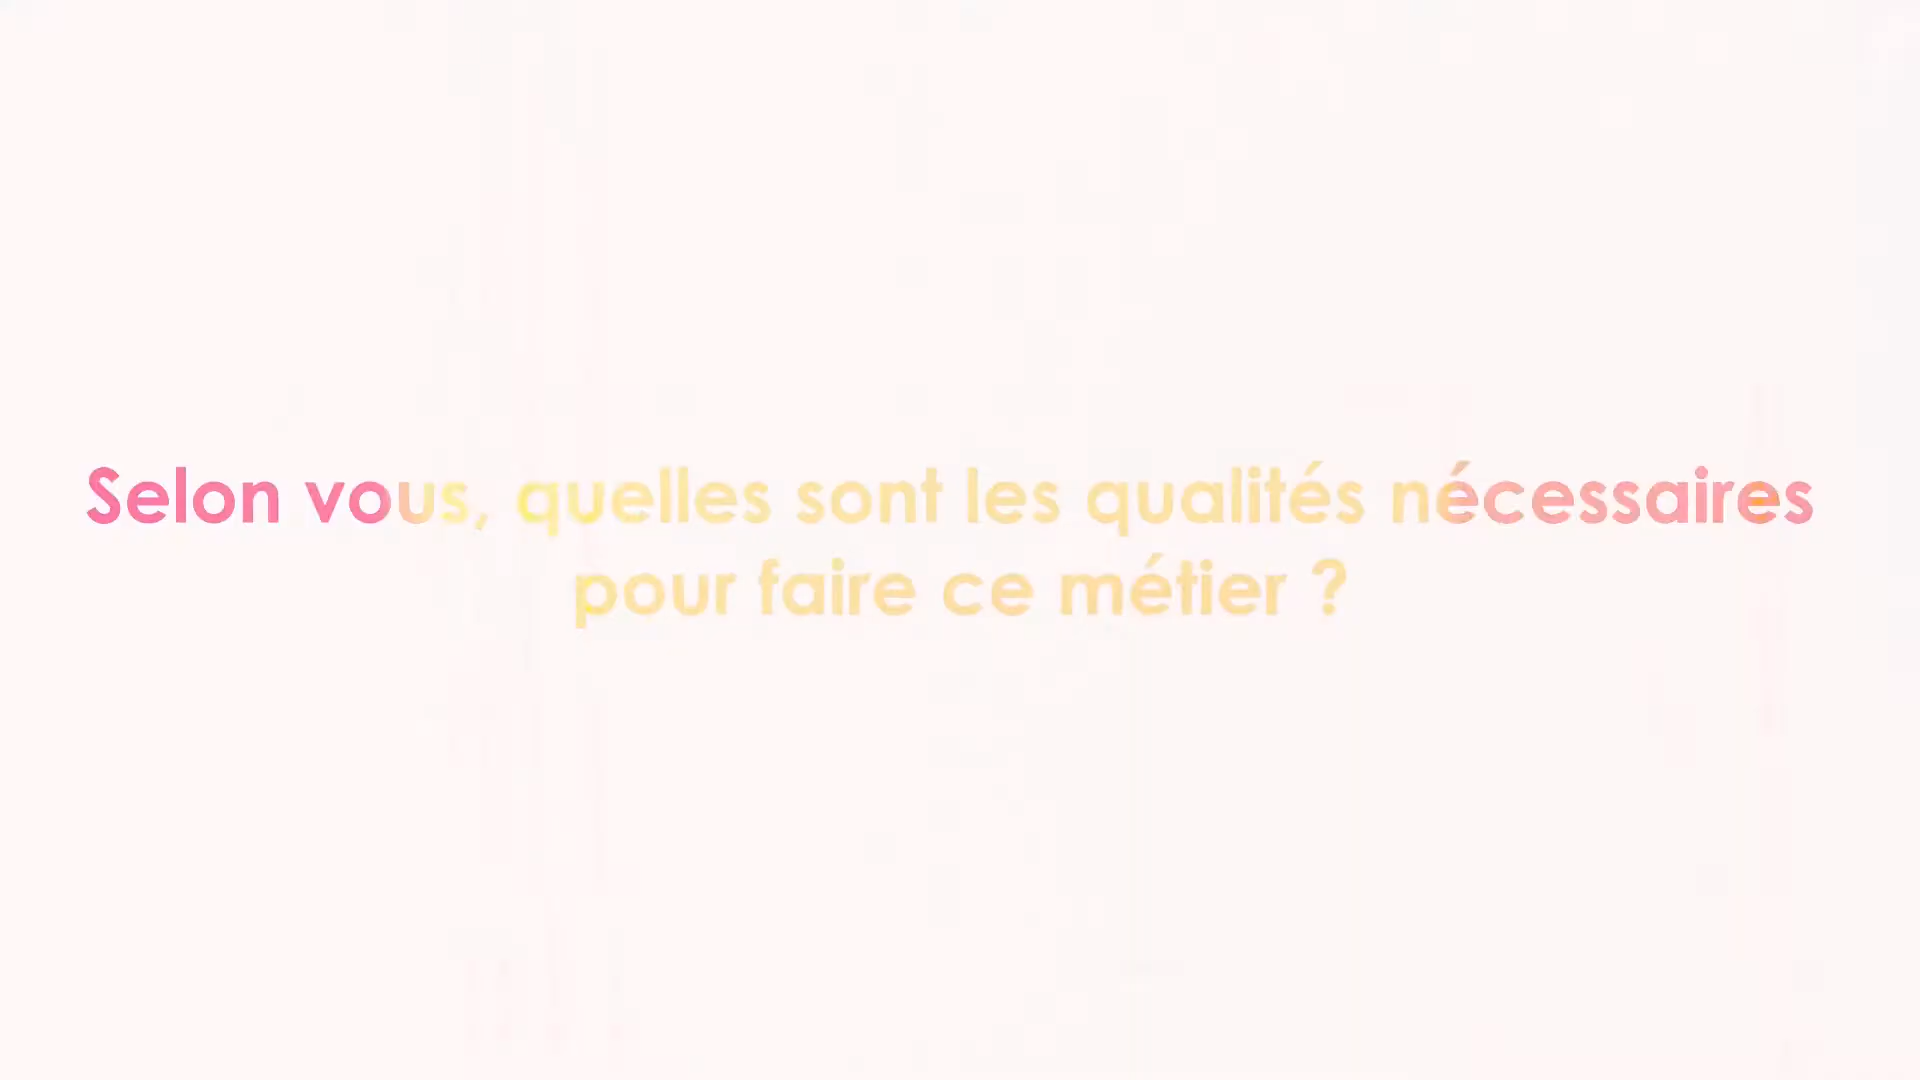 Selon vous, quelles sont les qualités nécessaires
pour faire ce métier ?